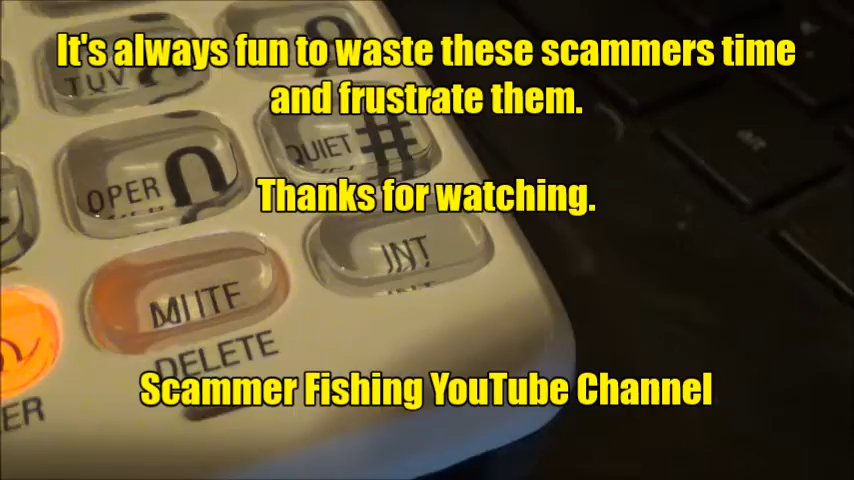 It's always fun to waste these scammers time
and frustrate them.
TUV
QUIET #
OPER 0
Thanks for watching.
INT
MUTE
DELETE
Scammer Fishing YouTube Channel
ER